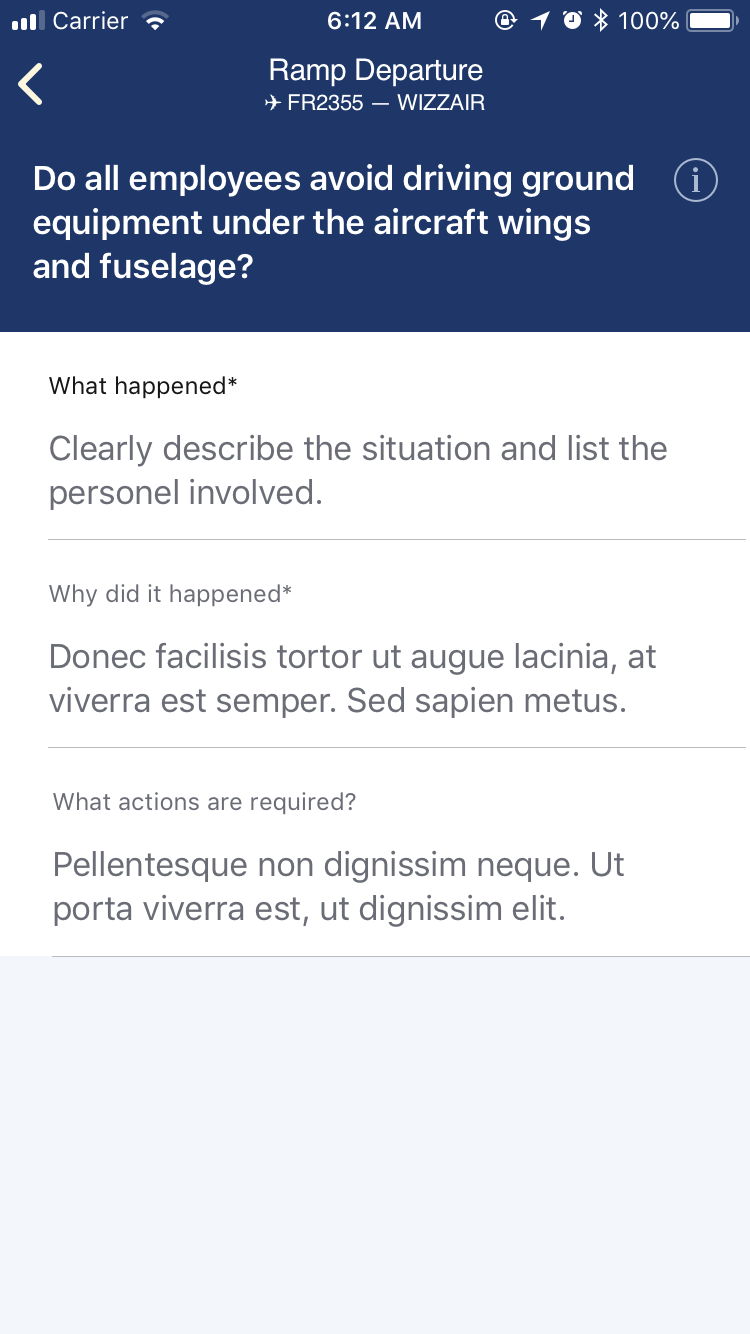 Carrier 6:12 AM 100%
Ramp Departure
✈ FR2355 — WIZZAIR
Do all employees avoid driving ground
equipment under the aircraft wings
and fuselage?
i
What happened*
Clearly describe the situation and list the
personel involved.
Why did it happened*
Donec facilisis tortor ut augue lacinia, at
viverra est semper. Sed sapien metus.
What actions are required?
Pellentesque non dignissim neque. Ut
porta viverra est, ut dignissim elit.